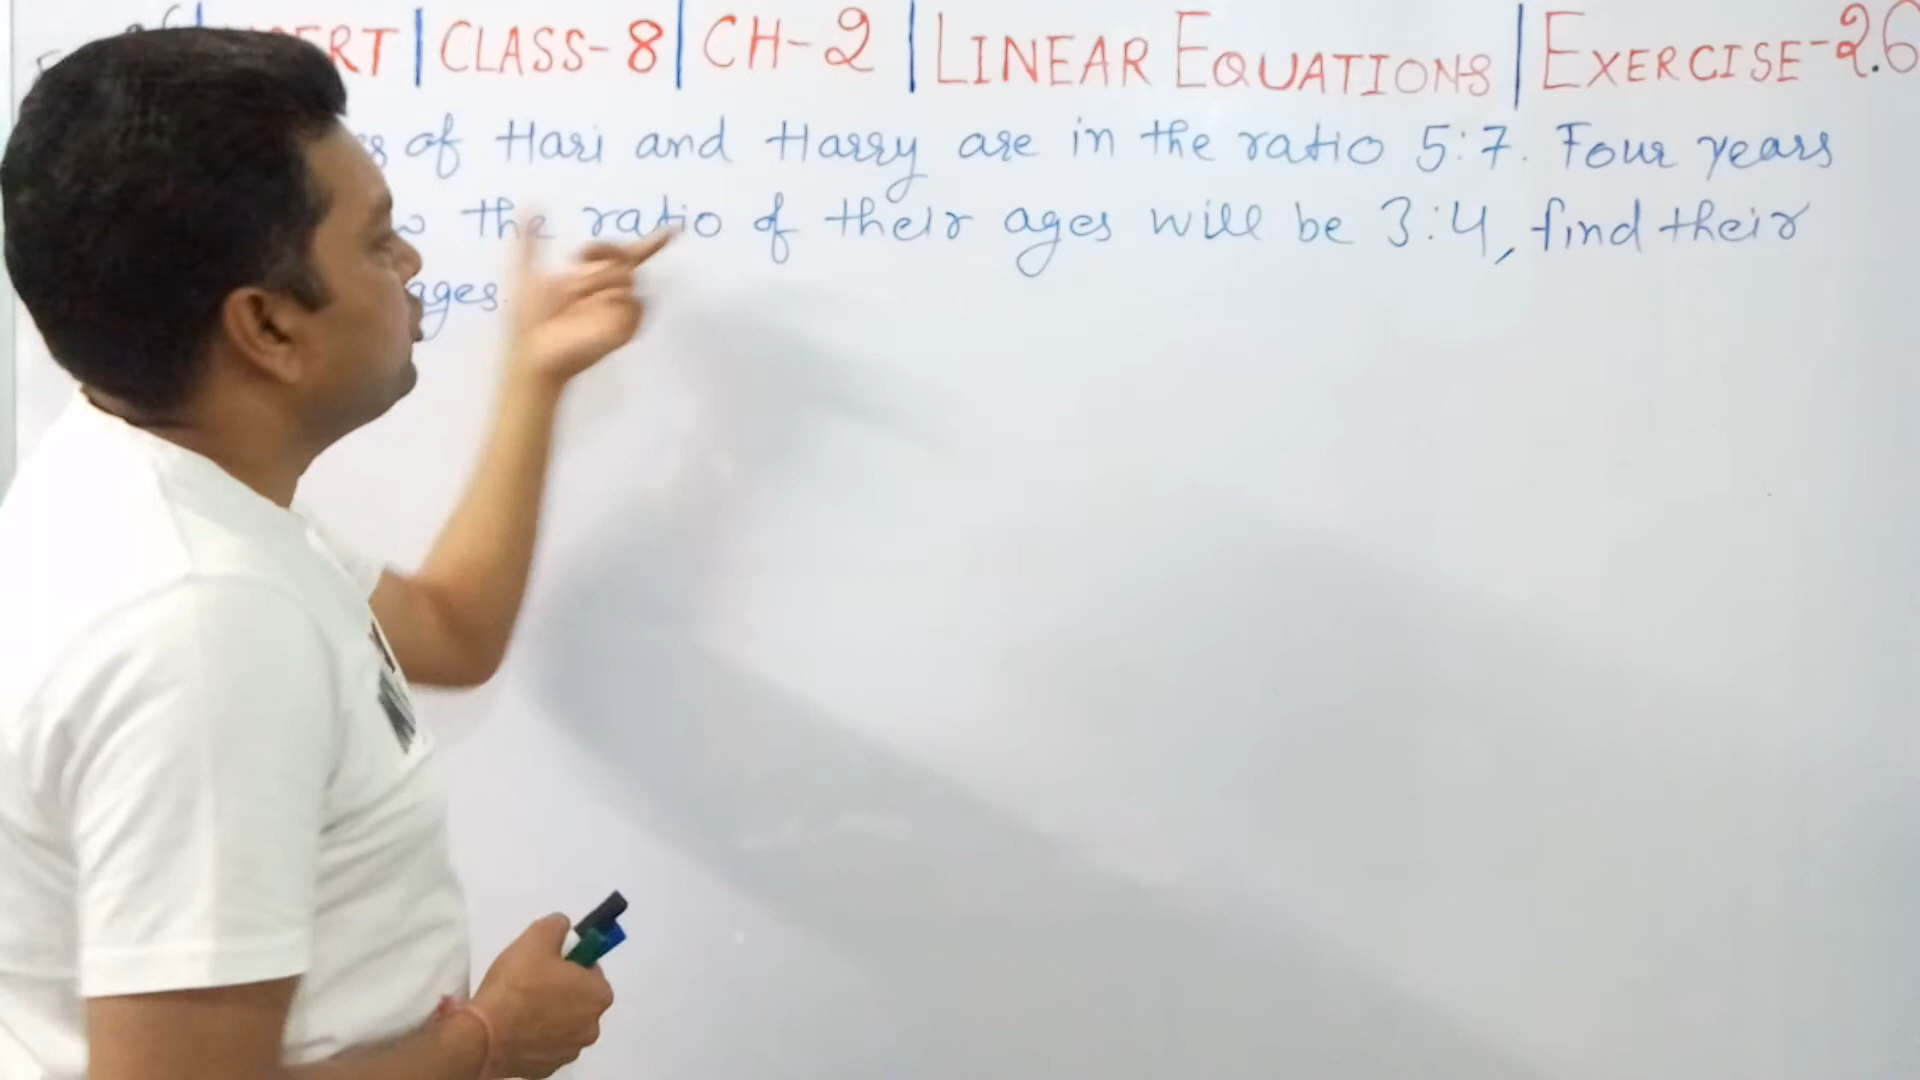 ERT | CLASS-8 | CH-2 | LINEAR EQUATIONS | EXERCISE-2.6
of Hari and Harry are in the ratio 5:7. Four years
the ratio of their ages will be 3:4, find their
ages.